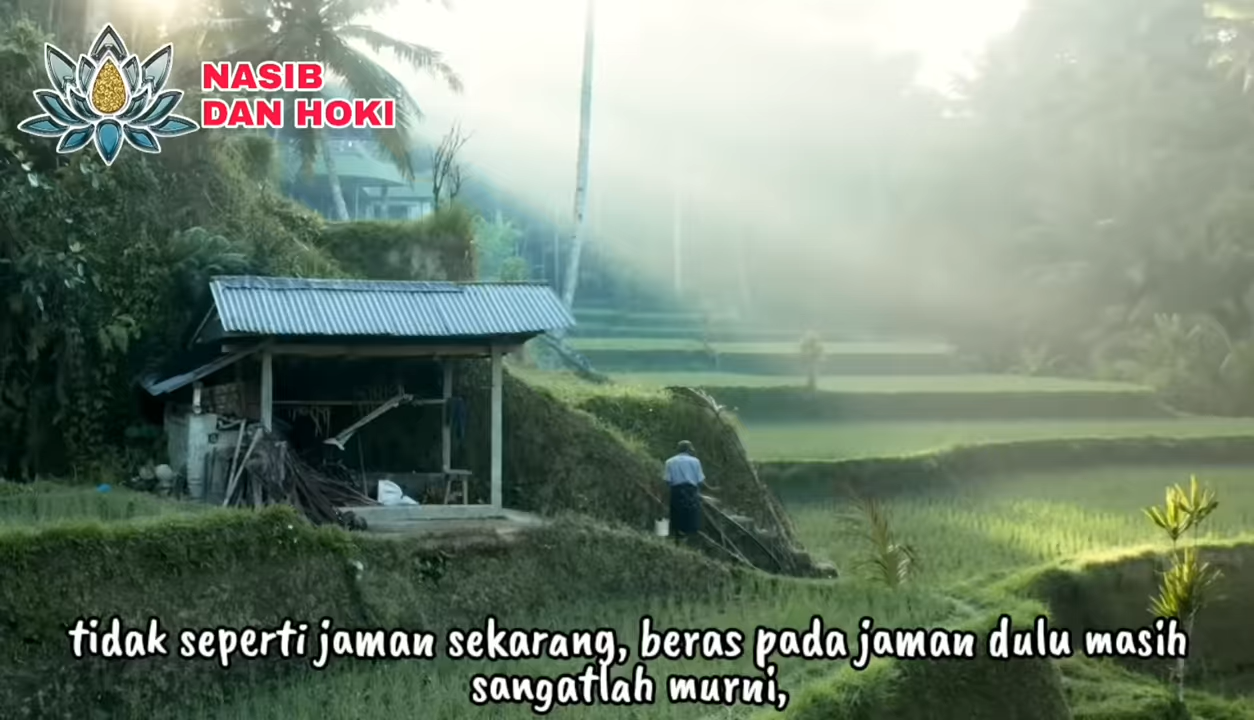 NASIB
DAN HOKI
tidak seperti jaman sekarang, beras pada jaman dulu masih
sangatlah murni,